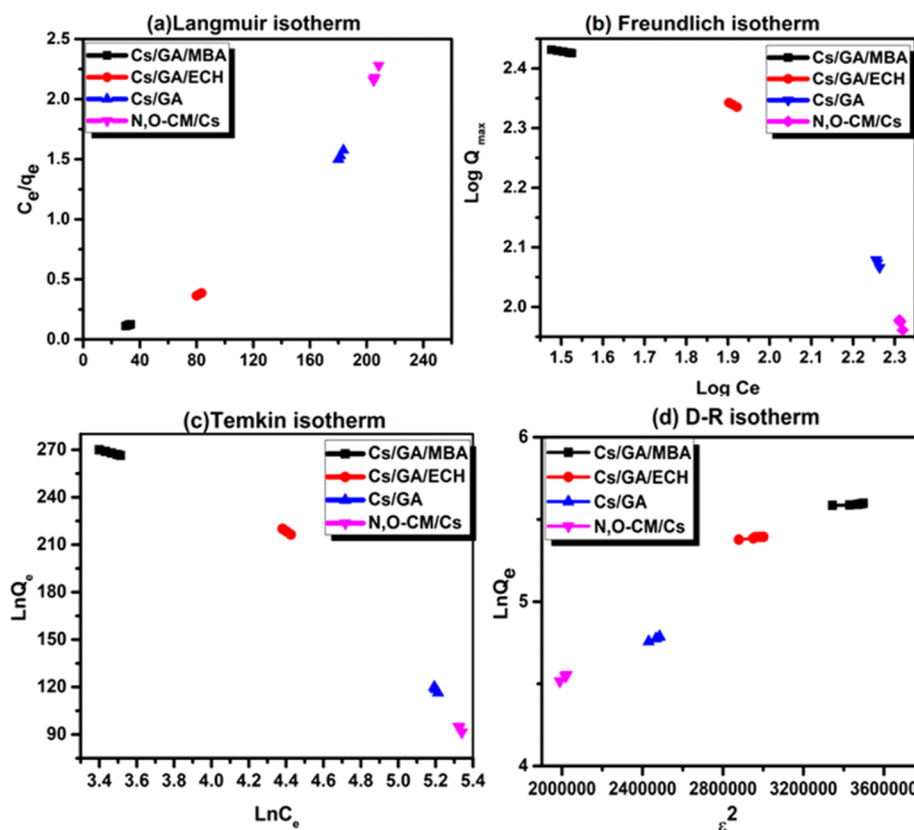 (a)Langmuir isotherm
2.5
2.0
1.5
1.0
0.5
0.0
C_e/q_e
Cs/GA/MBA
Cs/GA/ECH
Cs/GA
N,O-CM/Cs
0 40 80 120 160 200 240
(b) Freundlich isotherm
2.4
2.3
2.2
2.1
2.0
Log Q_max
Cs/GA/MBA
Cs/GA/ECH
Cs/GA
N,O-CM/Cs
1.5 1.6 1.7 1.8 1.9 2.0 2.1 2.2 2.3
Log Ce
(c)Temkin isotherm
270
240
210
180
150
120
90
LnQ_e
Cs/GA/MBA
Cs/GA/ECH
Cs/GA
N,O-CM/Cs
3.4 3.6 3.8 4.0 4.2 4.4 4.6 4.8 5.0 5.2 5.4
LnC_e
(d) D-R isotherm
6
5
4
LnQ_e
Cs/GA/MBA
Cs/GA/ECH
Cs/GA
N,O-CM/Cs
2000000 2400000 2800000 3200000 3600000
ε²